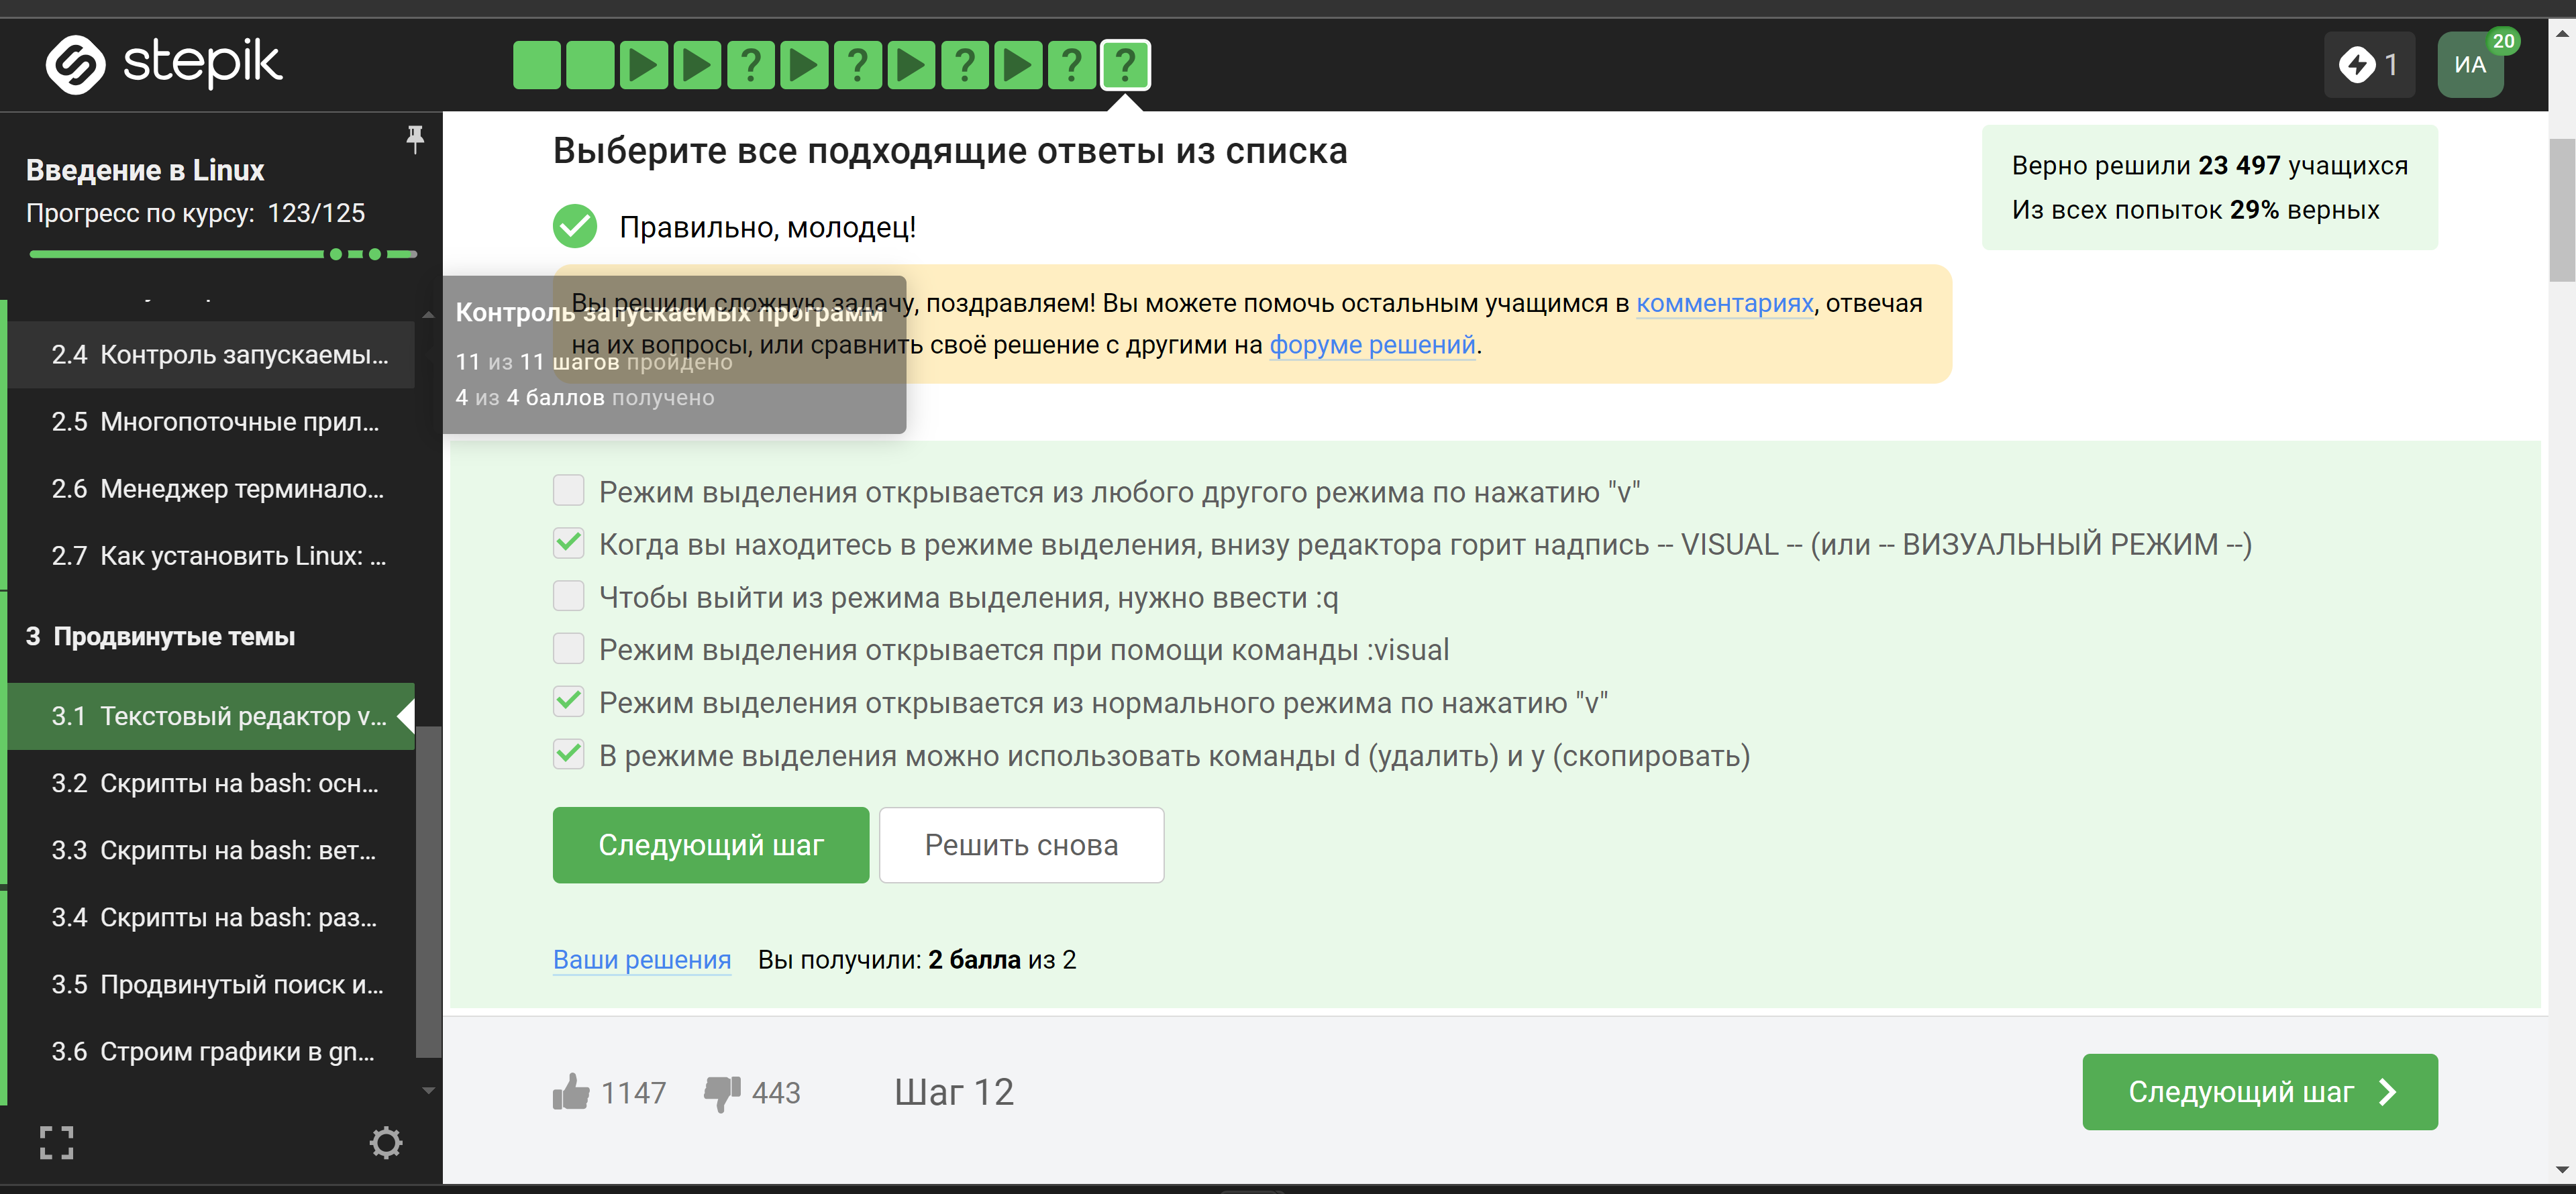 stepik
? ? ? ? ?
1
ИА
20
Введение в Linux
Прогресс по курсу: 123/125
2.4 Контроль запускаемы...
2.5 Многопоточные прил...
2.6 Менеджер терминало...
2.7 Как установить Linux: ...
3 Продвинутые темы
3.1 Текстовый редактор v...
3.2 Скрипты на bash: осн...
3.3 Скрипты на bash: вет...
3.4 Скрипты на bash: раз...
3.5 Продвинутый поиск и...
3.6 Строим графики в gn...
Выберите все подходящие ответы из списка
Правильно, молодец!
Верно решили 23 497 учащихся
Из всех попыток 29% верных
Вы решили сложную задачу, поздравляем! Вы можете помочь остальным учащимся в комментариях, отвечая
на их вопросы, или сравнить своё решение с другими на форуме решений.
Контроль запускаемых программ
11 из 11 шагов пройдено
4 из 4 баллов получено
Режим выделения открывается из любого другого режима по нажатию "v"
Когда вы находитесь в режиме выделения, внизу редактора горит надпись -- VISUAL -- (или -- ВИЗУАЛЬНЫЙ РЕЖИМ --)
Чтобы выйти из режима выделения, нужно ввести :q
Режим выделения открывается при помощи команды :visual
Режим выделения открывается из нормального режима по нажатию "v"
В режиме выделения можно использовать команды d (удалить) и y (скопировать)
Следующий шаг
Решить снова
Ваши решения Вы получили: 2 балла из 2
1147 443 Шаг 12
Следующий шаг